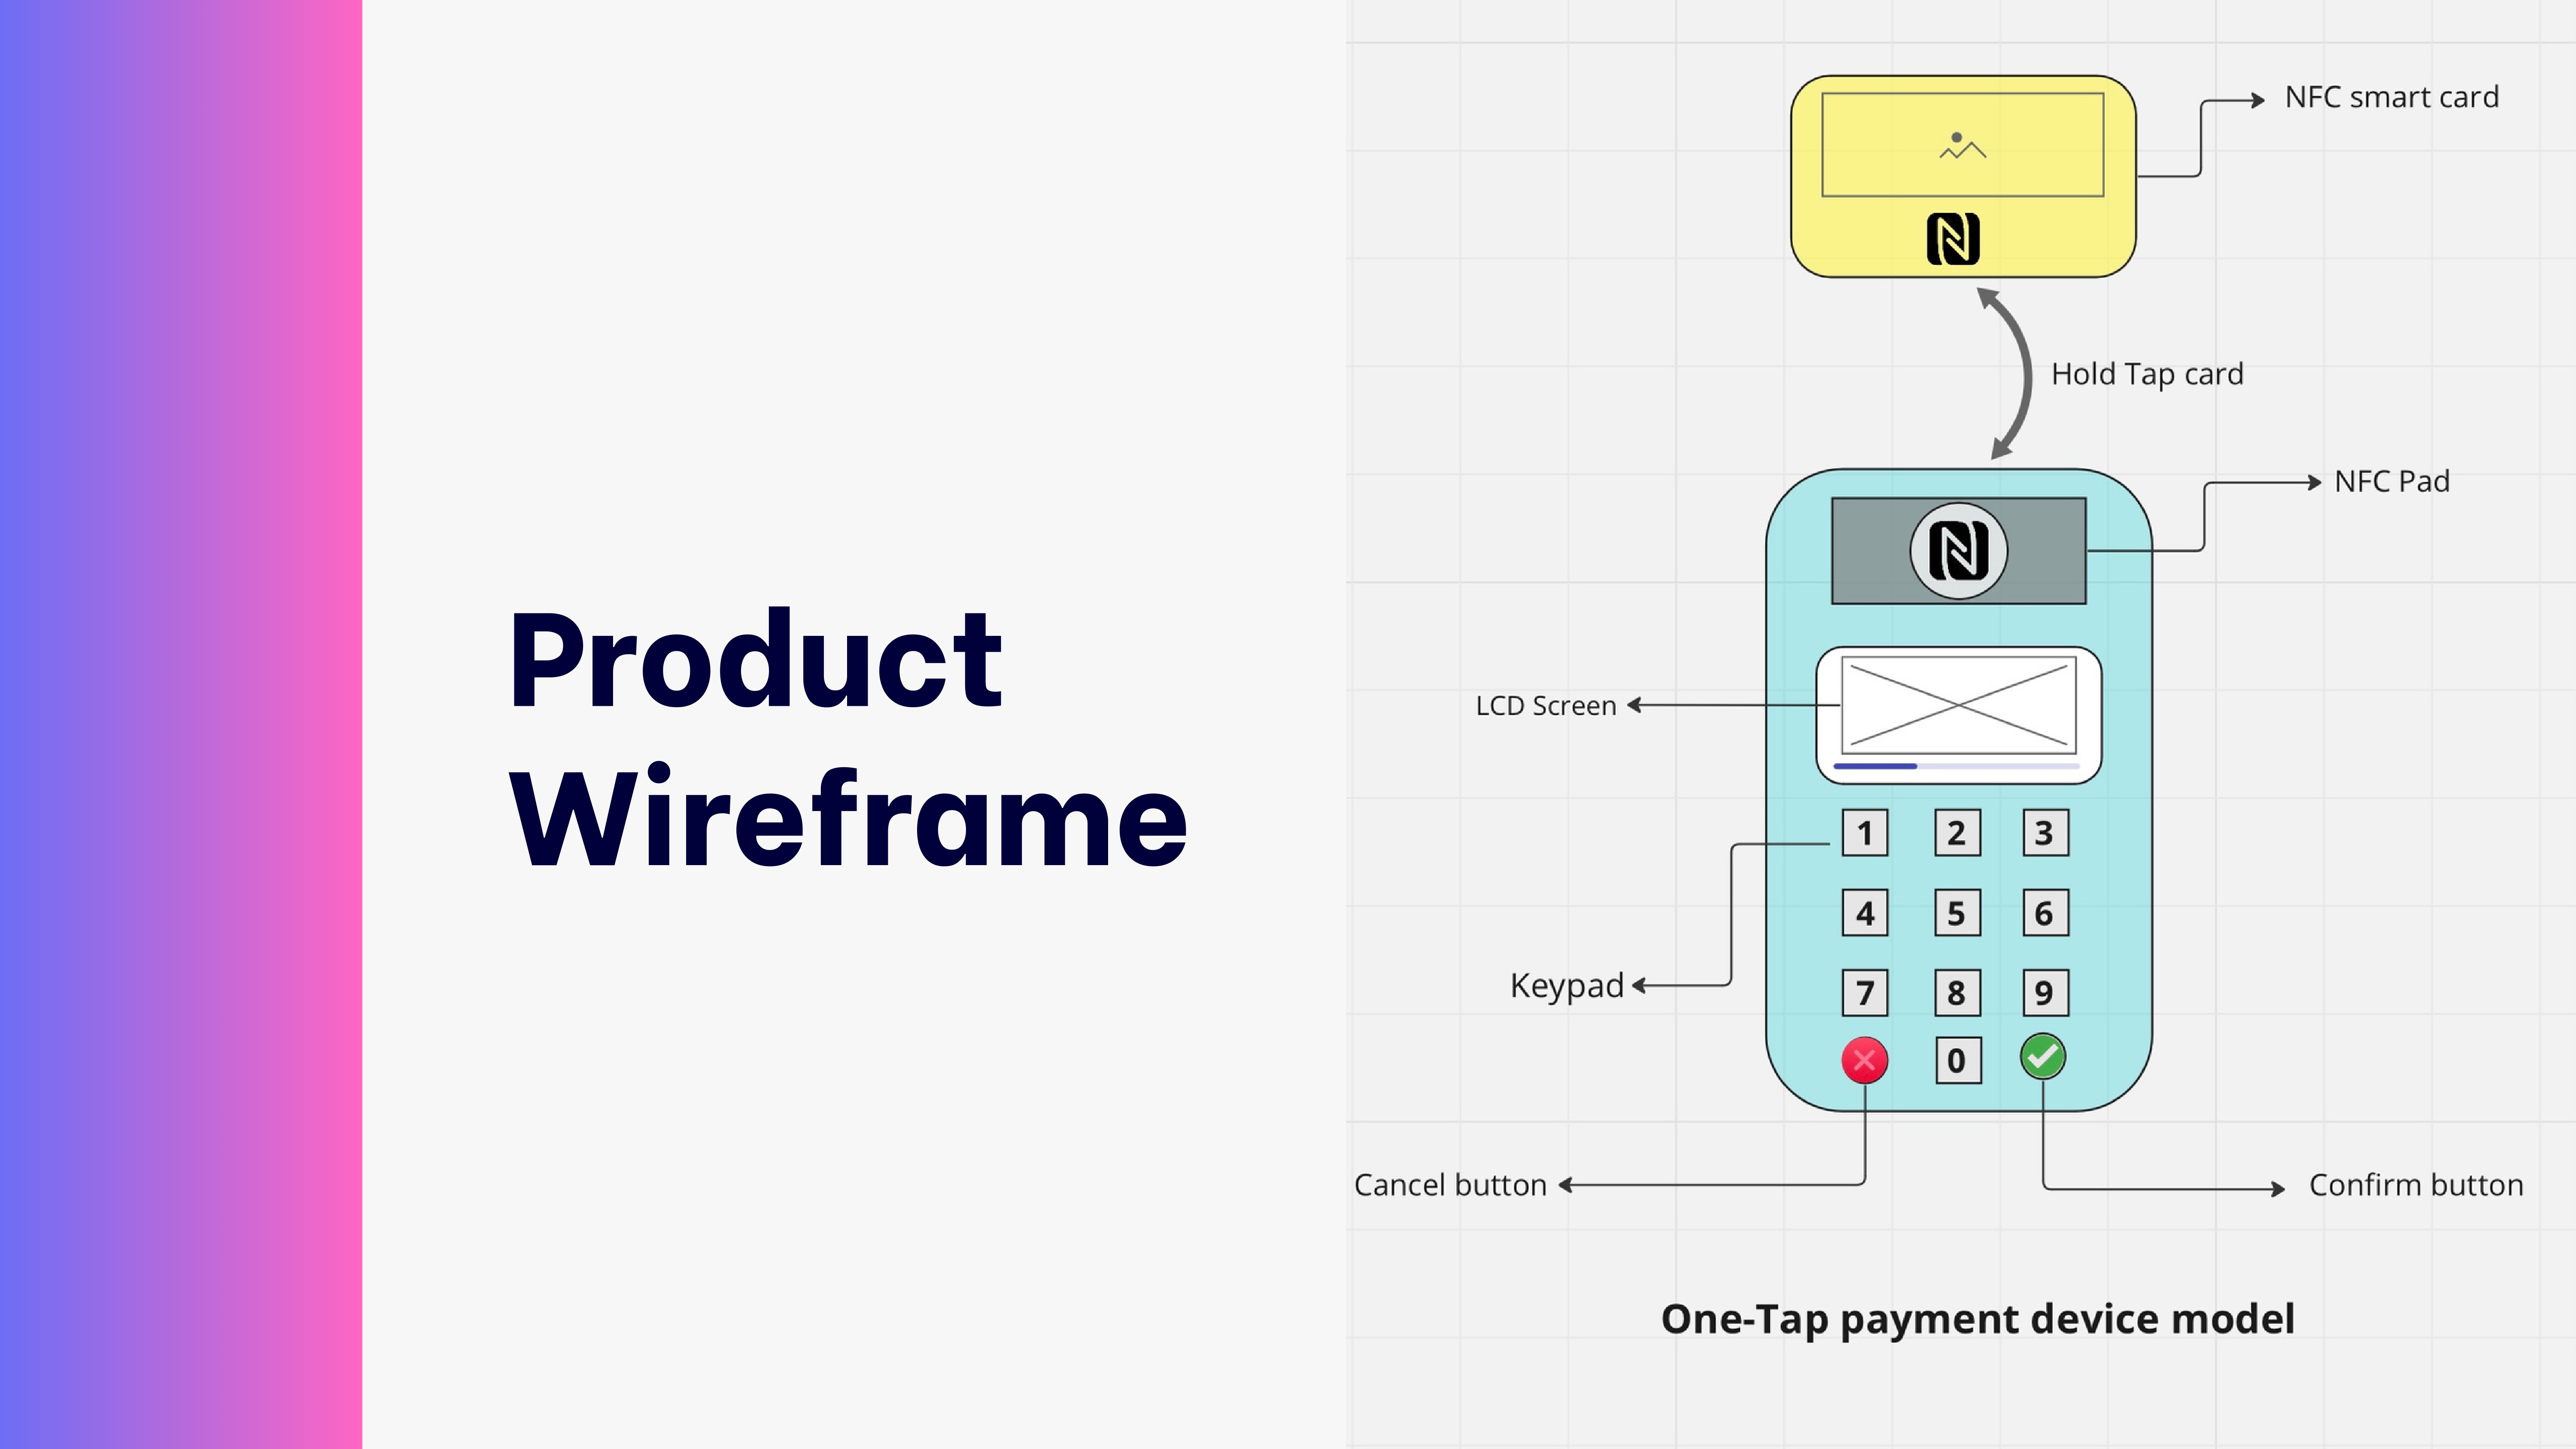 Product
Wireframe
NFC smart card
Hold Tap card
NFC Pad
LCD Screen
1 2 3
4 5 6
7 8 9
0
Keypad
Cancel button
Confirm button
One-Tap payment device model